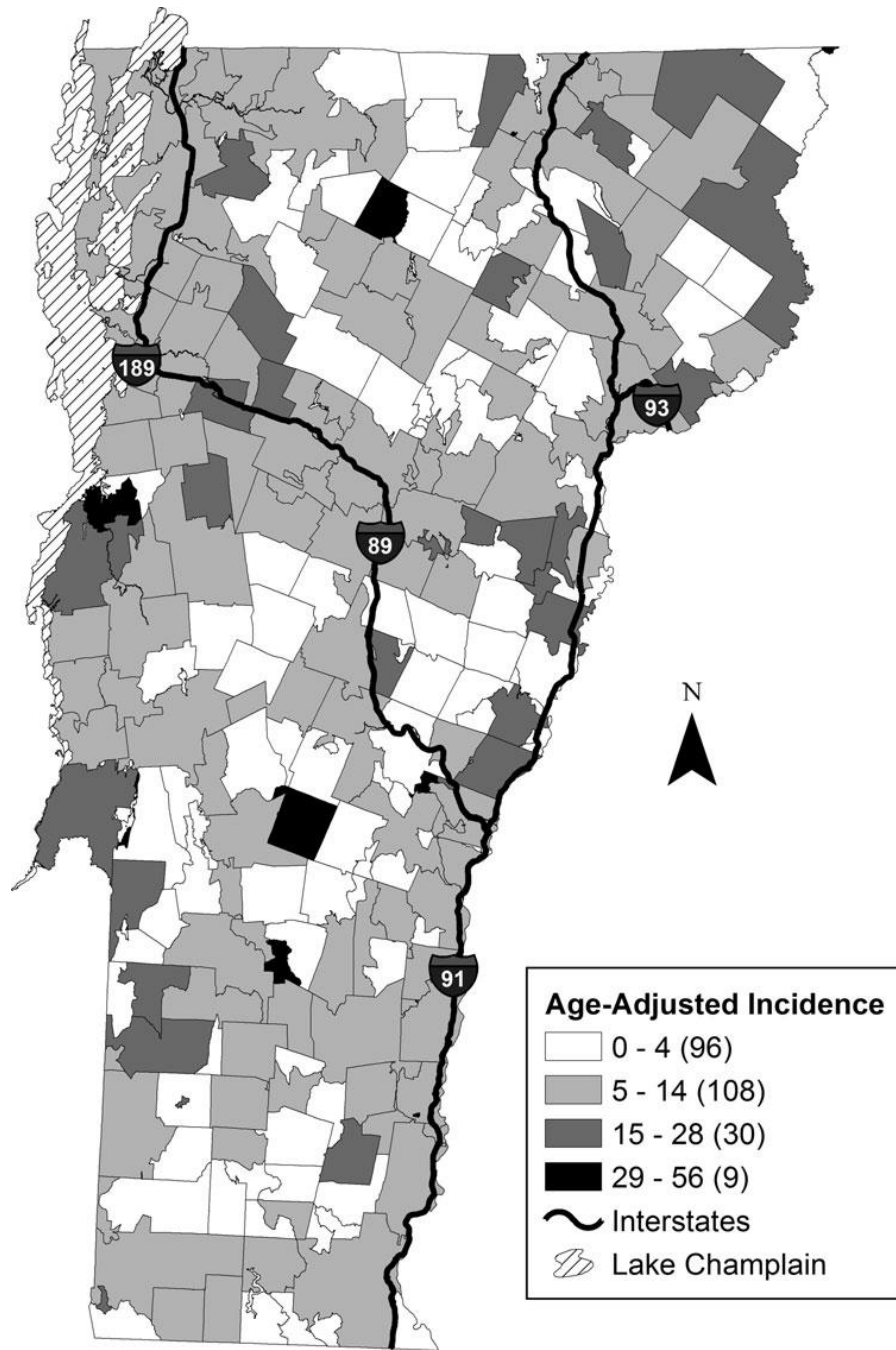 189
93
89
N
91
Age-Adjusted Incidence
0 - 4 (96)
5 - 14 (108)
15 - 28 (30)
29 - 56 (9)
Interstates
Lake Champlain